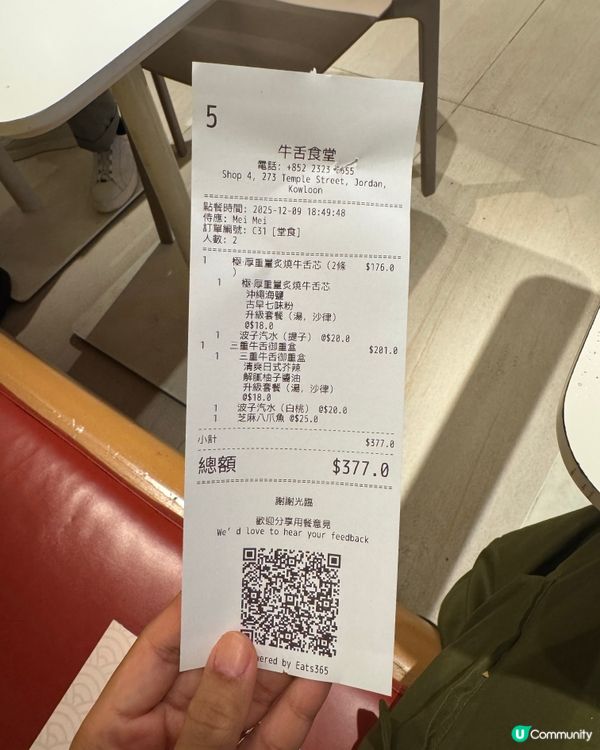 5
牛舌食堂
電話: +852 2323 6655
Shop 4, 273 Temple Street, Jordan,
Kowloon
點餐時間: 2025-12-09 18:49:48
侍應: Mei Mei
訂單編號: C31 [堂食]
人數: 2
1 極‧厚重量炙燒牛舌芯 (2條 $176.0
)
1 極‧厚重量炙燒牛舌芯
沖繩海鹽
古早七味粉
升級套餐 (湯, 沙律)
@$18.0
1 波子汽水 (提子) @$20.0
1 三重牛舌御重盒 $201.0
1 三重牛舌御重盒
清爽日式芥辣
解膩柚子醬油
升級套餐 (湯, 沙律)
@$18.0
1 波子汽水 (白桃) @$20.0
1 芝麻八爪魚 @$25.0
小計 $377.0
總額 $377.0
謝謝光臨
歡迎分享用餐意見
We' d love to hear your feedback
ered by Eats365
U Community